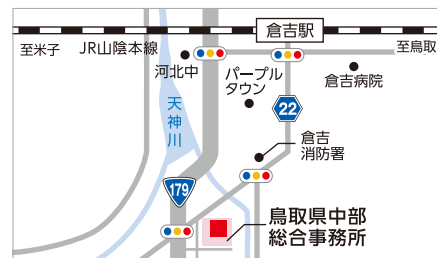 倉吉駅
至米子
JR山陰本線
至鳥取
河北中
パープル
タウン
倉吉病院
天神川
22
倉吉
消防署
179
鳥取県中部
総合事務所